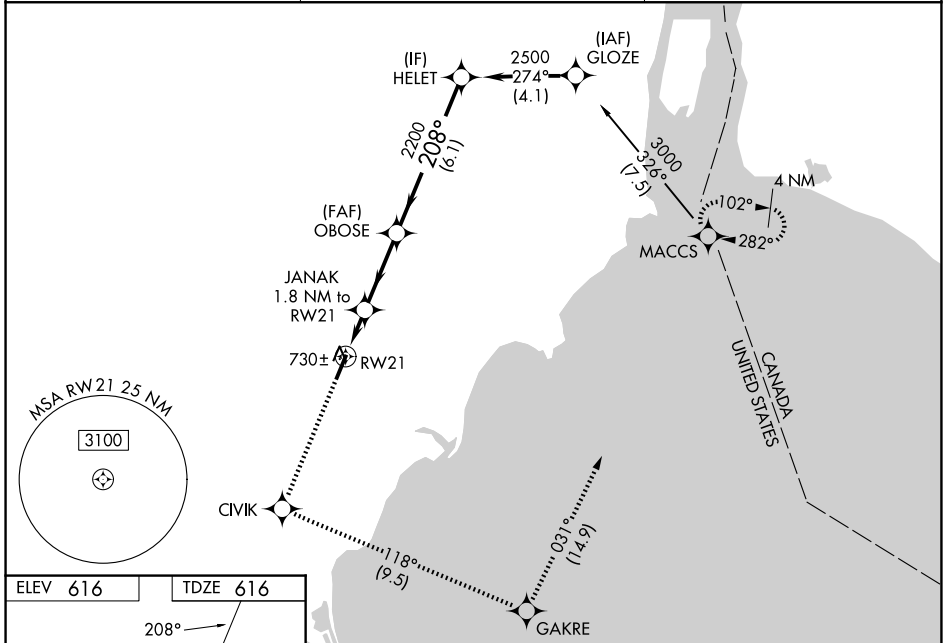 (IAF)
GLOZE
(IF)
HELET
2500
274°
(4.1)
2200
208°
(6.1)
3000
326°
(7.5)
4 NM
102°
282°
MACCS
(FAF)
OBOSE
JANAK
1.8 NM to
RW21
730±
RW21
CANADA
UNITED STATES
MSA RW 21 25 NM
3100
CIVIK
118°
(9.5)
031°
(14.9)
GAKRE
ELEV 616
TDZE 616
208°